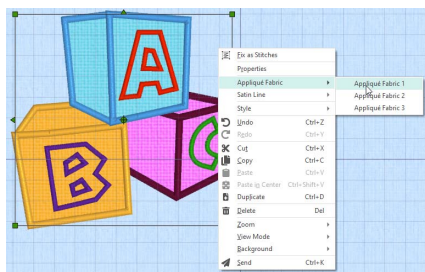 A
B
C
Fix as Stitches
Properties
Appliqué Fabric
Appliqué Fabric 1
Satin Line
Appliqué Fabric 2
Style
Appliqué Fabric 3
Undo Ctrl+Z
Redo Ctrl+Y
Cut Ctrl+X
Copy Ctrl+C
Paste Ctrl+V
Paste in Center Ctrl+Shift+V
Duplicate Ctrl+D
Delete Del
Zoom
View Mode
Background
Send Ctrl+K